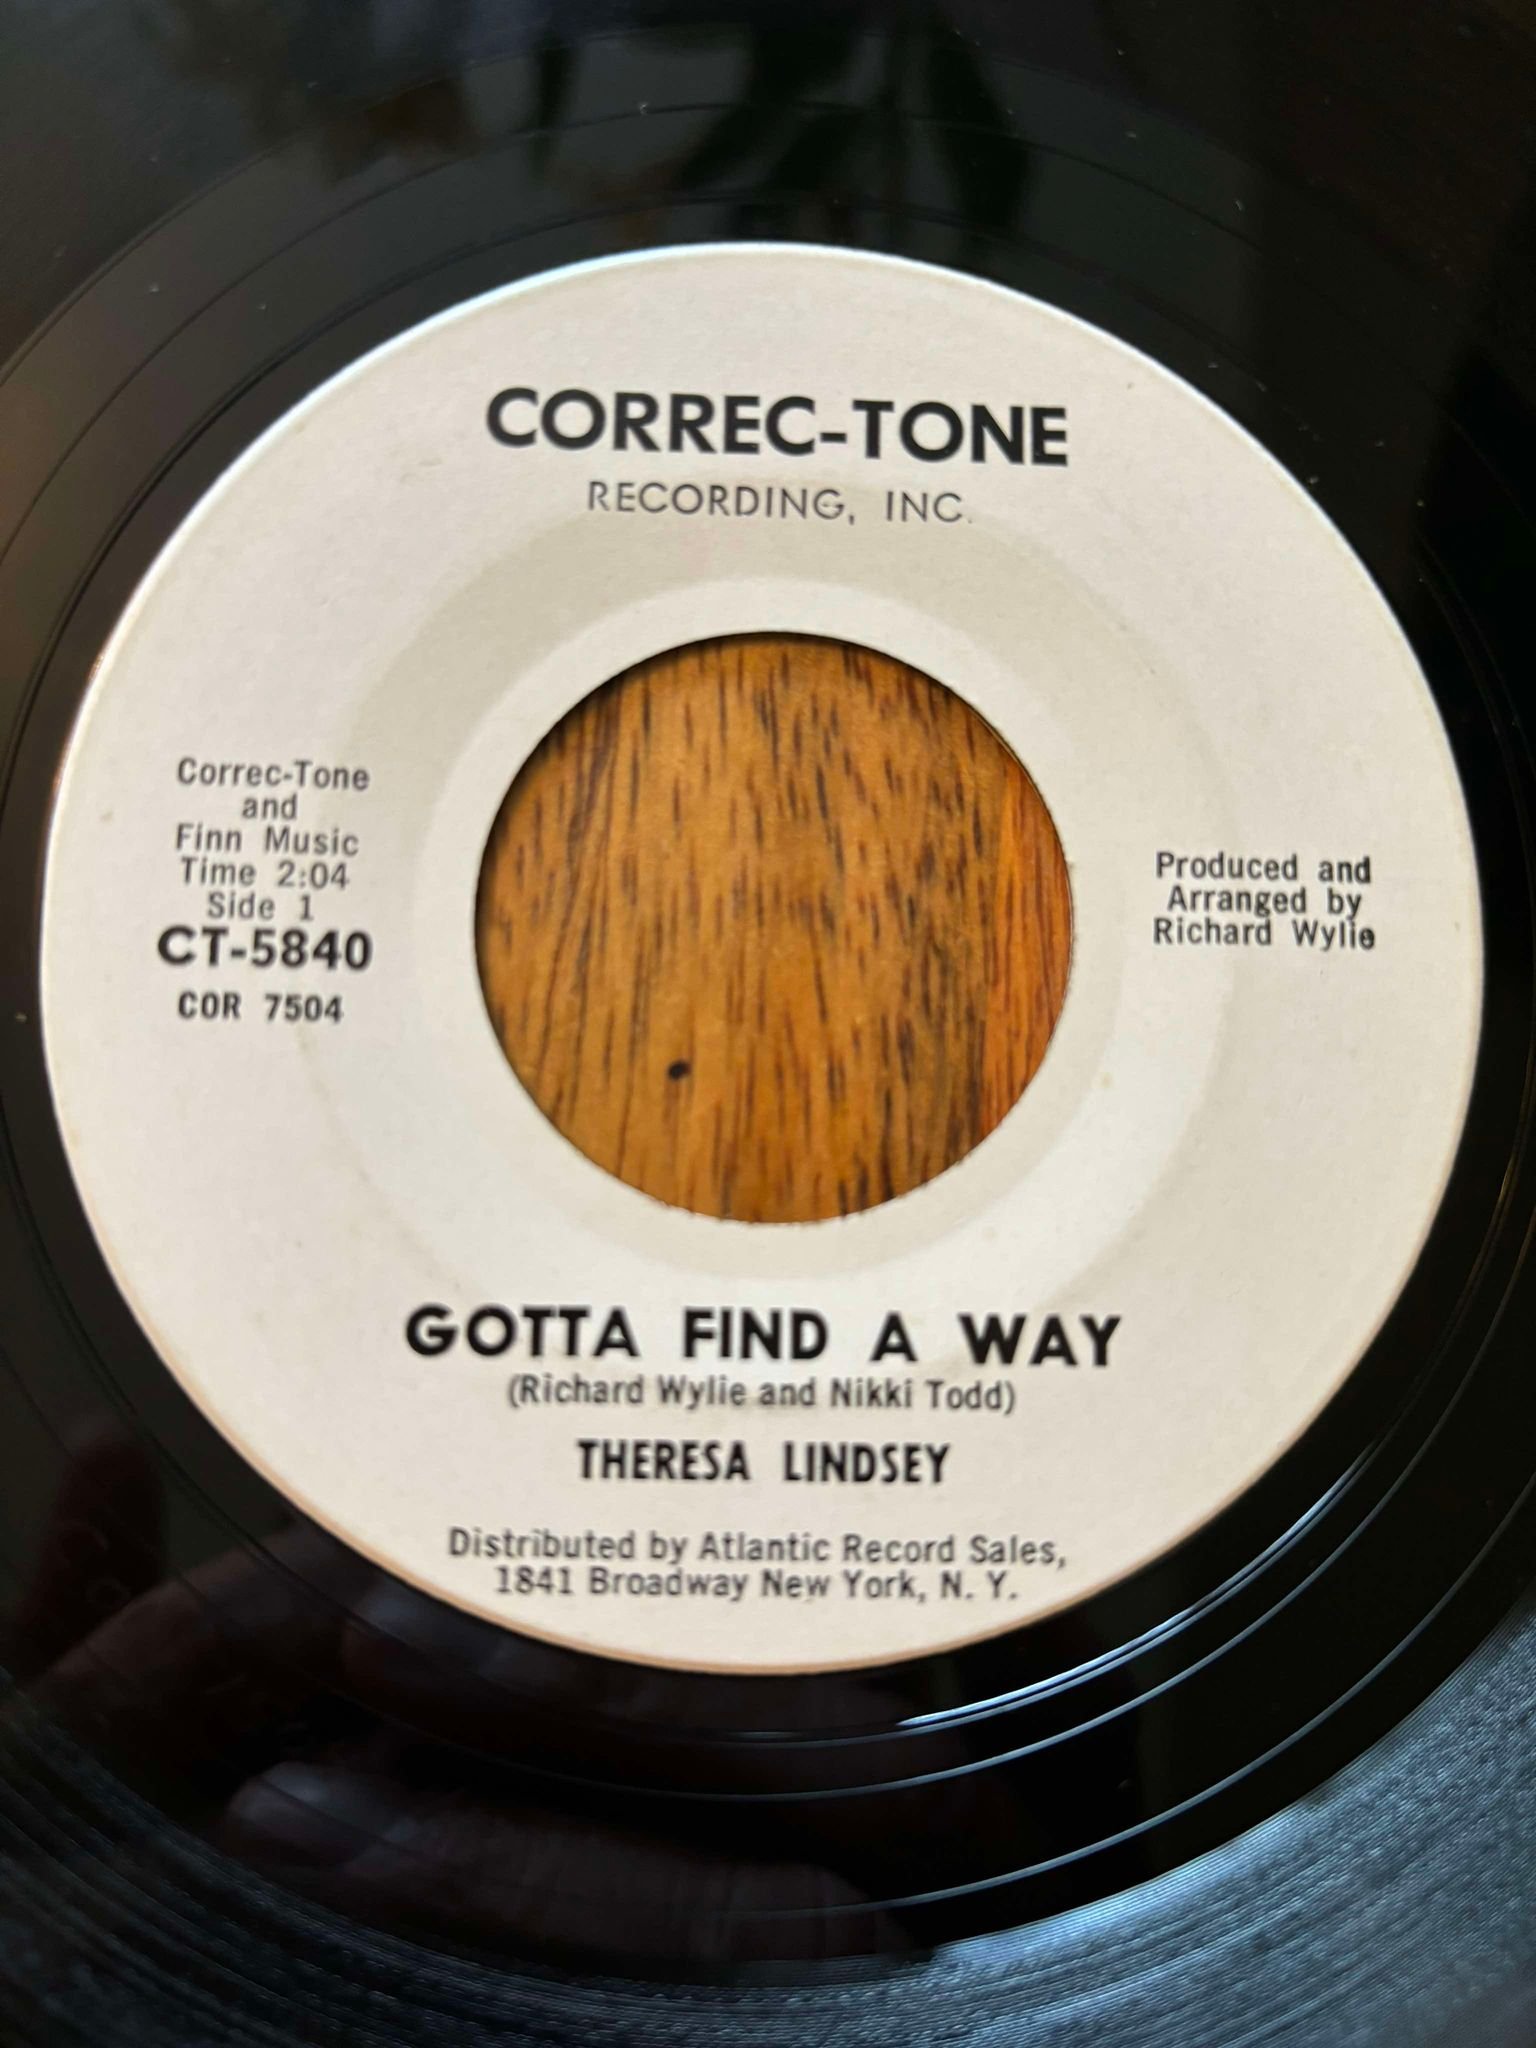 CORREC-TONE
RECORDING, INC.
Correc-Tone
and
Finn Music
Time 2:04
Side 1
CT-5840
COR 7504
Produced and
Arranged by
Richard Wylie
GOTTA FIND A WAY
(Richard Wylie and Nikki Todd)
THERESA LINDSEY
Distributed by Atlantic Record Sales,
1841 Broadway New York, N. Y.